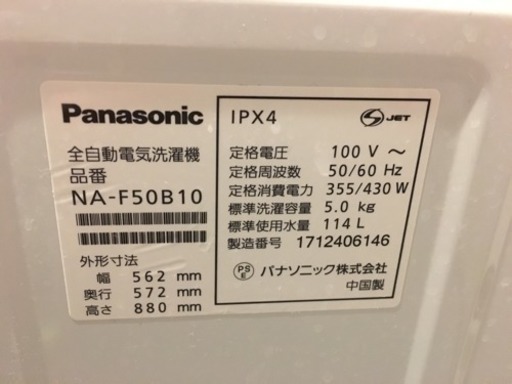 Panasonic
全自動電気洗濯機
品番
NA-F50B10
外形寸法
幅 562 mm
奥行 572 mm
高さ 880 mm
IPX4
S JET
定格電圧 100 V ～
定格周波数 50/60 Hz
定格消費電力 355/430 W
標準洗濯容量 5.0 kg
標準使用水量 114 L
製造番号 1712406146
PS E パナソニック株式会社
中国製